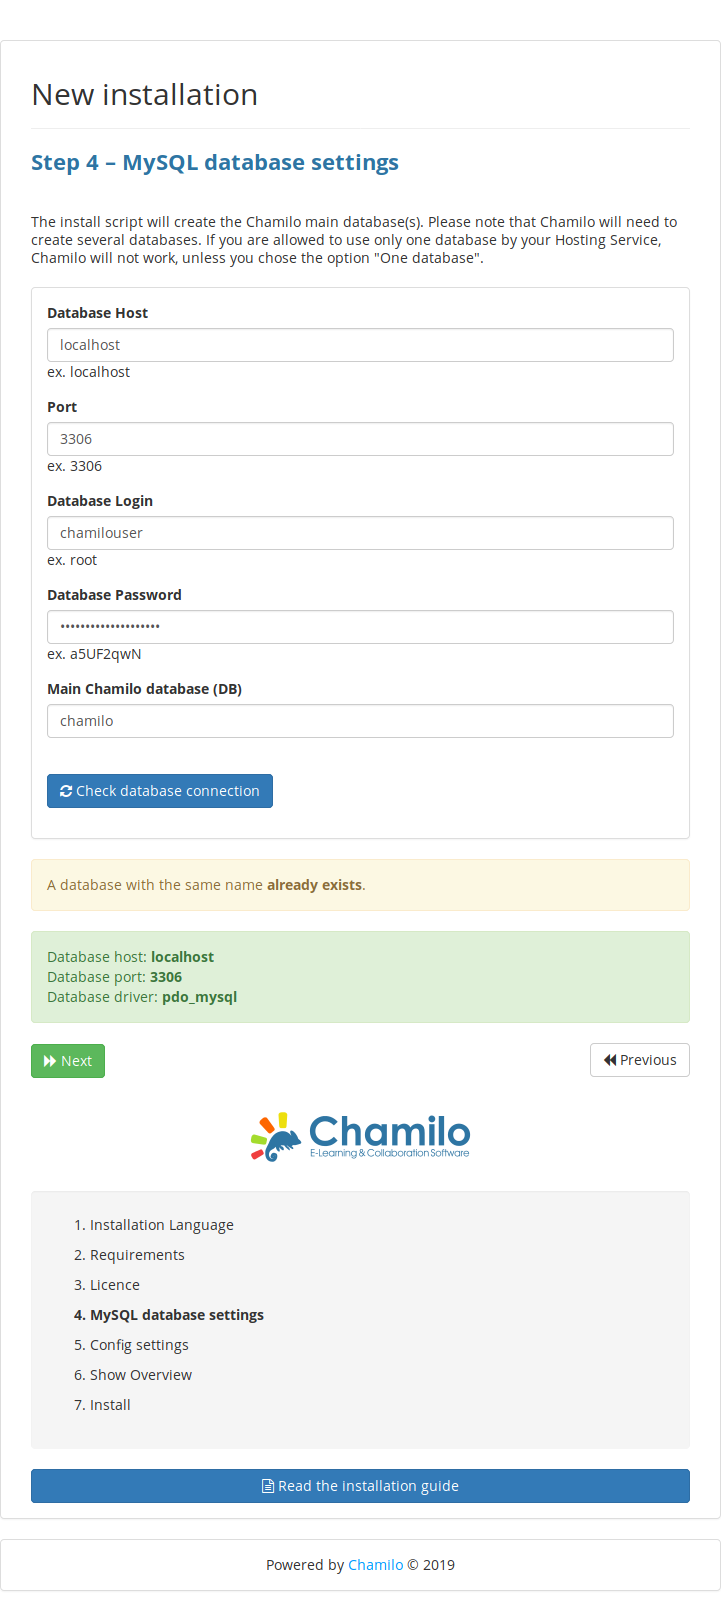 New installation
Step 4 – MySQL database settings
The install script will create the Chamilo main database(s). Please note that Chamilo will need to
create several databases. If you are allowed to use only one database by your Hosting Service,
Chamilo will not work, unless you chose the option "One database".
Database Host
localhost
ex. localhost
Port
3306
ex. 3306
Database Login
chamilouser
ex. root
Database Password
••••••••••••••••••••
ex. a5UF2qwN
Main Chamilo database (DB)
chamilo
Check database connection
A database with the same name already exists.
Database host: localhost
Database port: 3306
Database driver: pdo_mysql
Next
Previous
Chamilo
E-Learning & Collaboration Software
1. Installation Language
2. Requirements
3. Licence
4. MySQL database settings
5. Config settings
6. Show Overview
7. Install
Read the installation guide
Powered by Chamilo © 2019